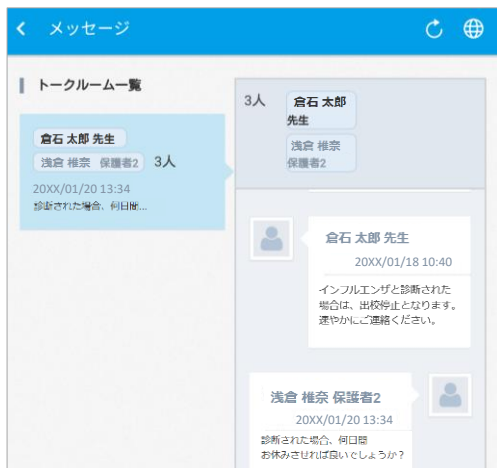 メッセージ
トークルーム一覧
倉石 太郎 先生
浅倉 椎奈 保護者2
3人
20XX/01/20 13:34
診断された場合、何日間...
3人
倉石 太郎
先生
浅倉 椎奈
保護者2
倉石 太郎 先生
20XX/01/18 10:40
インフルエンザと診断された
場合は、出校停止となります。
速やかにご連絡ください。
浅倉 椎奈 保護者2
20XX/01/20 13:34
診断された場合、何日間
お休みさせれば良いでしょうか？